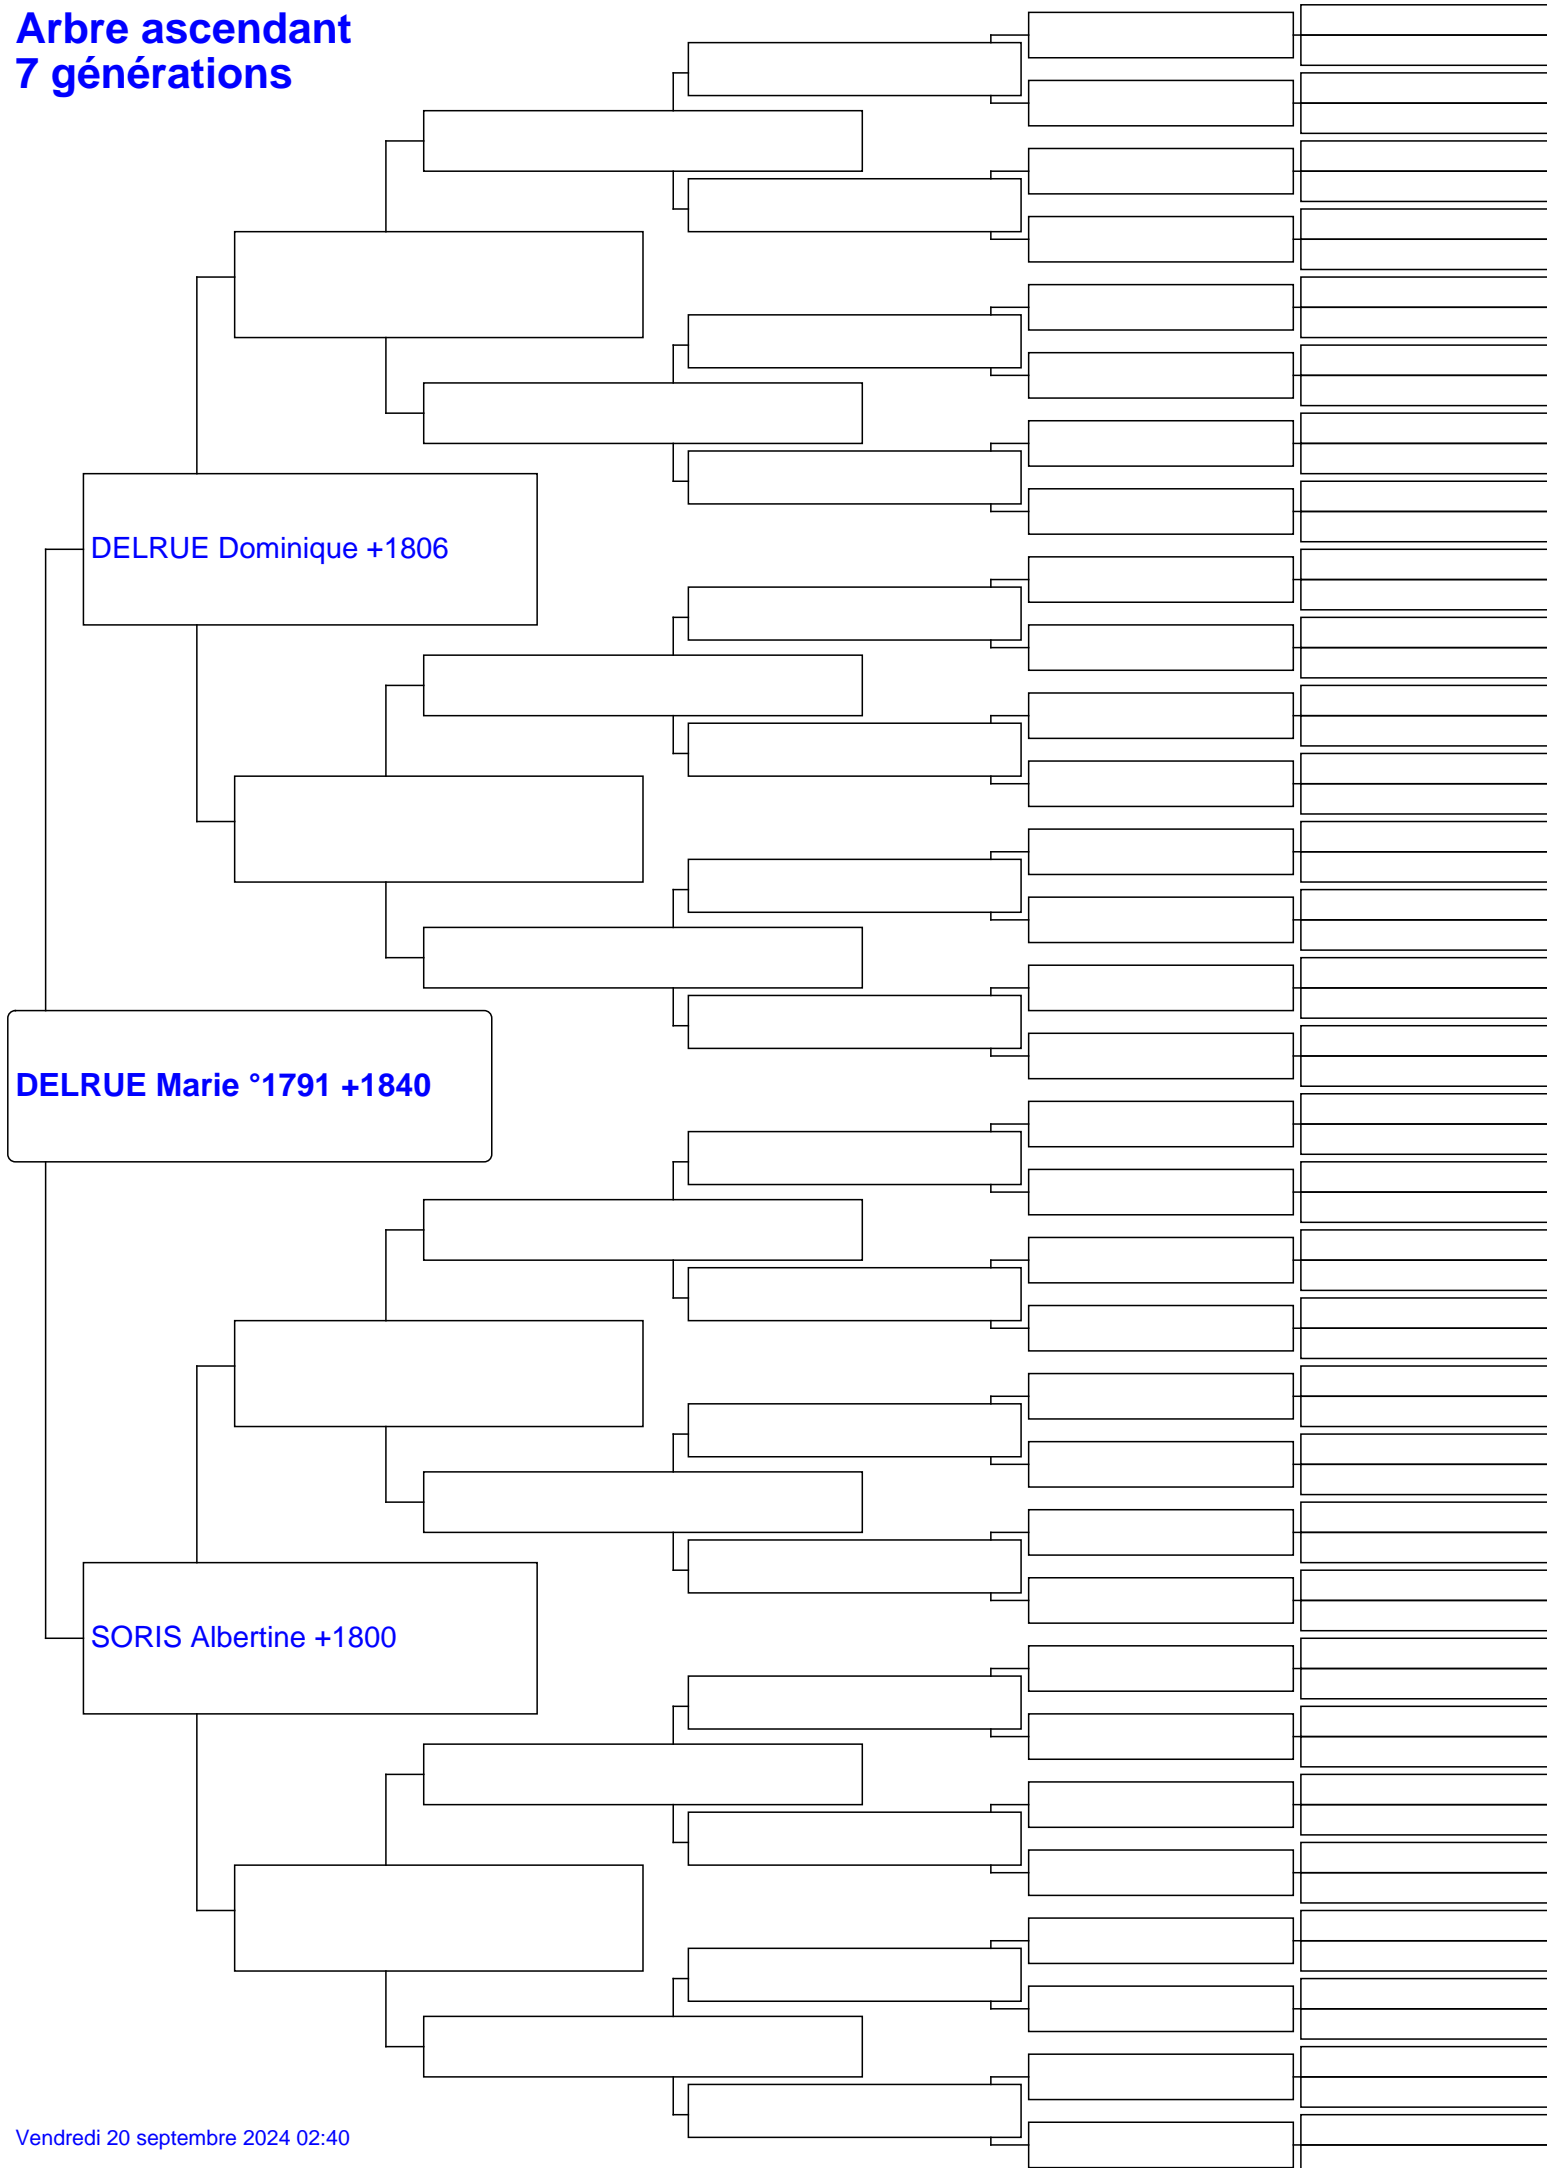 Arbre ascendant
7 générations
DELRUE Dominique +1806
DELRUE Marie °1791 +1840
SORIS Albertine +1800
Vendredi 20 septembre 2024 02:40